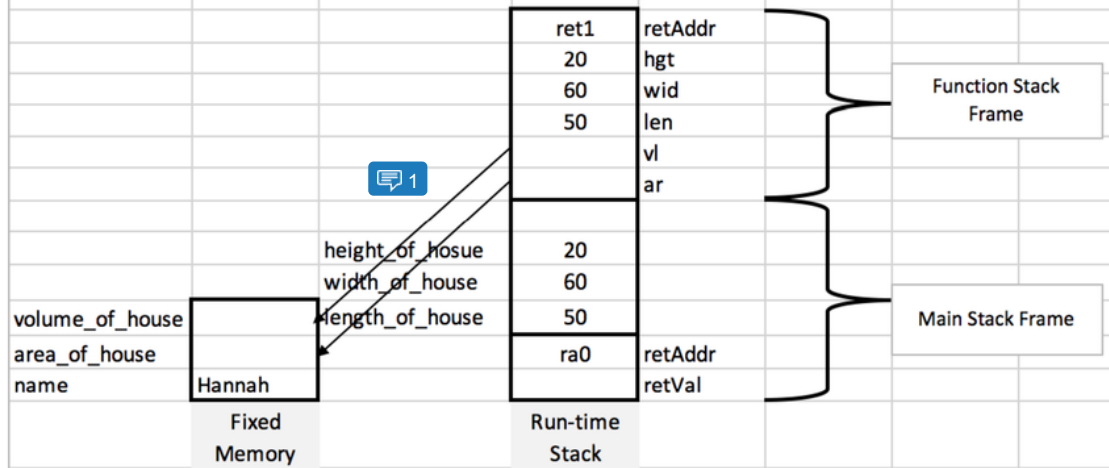 ret1 retAddr
20 hgt
60 wid
50 len
vl
ar
Function Stack
Frame
1
height_of_hosue 20
width_of_house 60
volume_of_house length_of_house 50
area_of_house ra0 retAddr
name Hannah retVal
Main Stack Frame
Fixed
Memory
Run-time
Stack